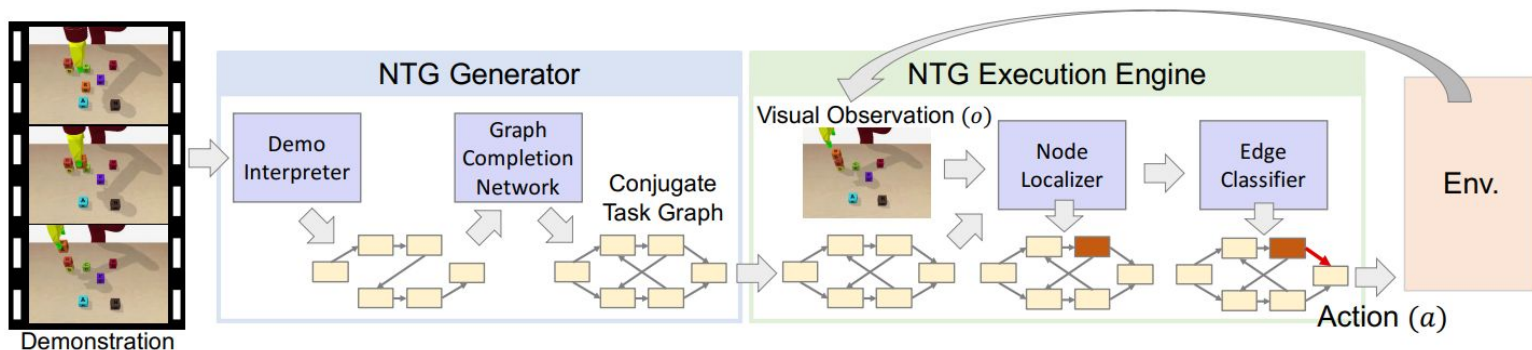 Demonstration
NTG Generator
Demo
Interpreter
Graph
Completion
Network
Conjugate
Task Graph
NTG Execution Engine
Visual Observation (o)
Node
Localizer
Edge
Classifier
Action (a)
Env.